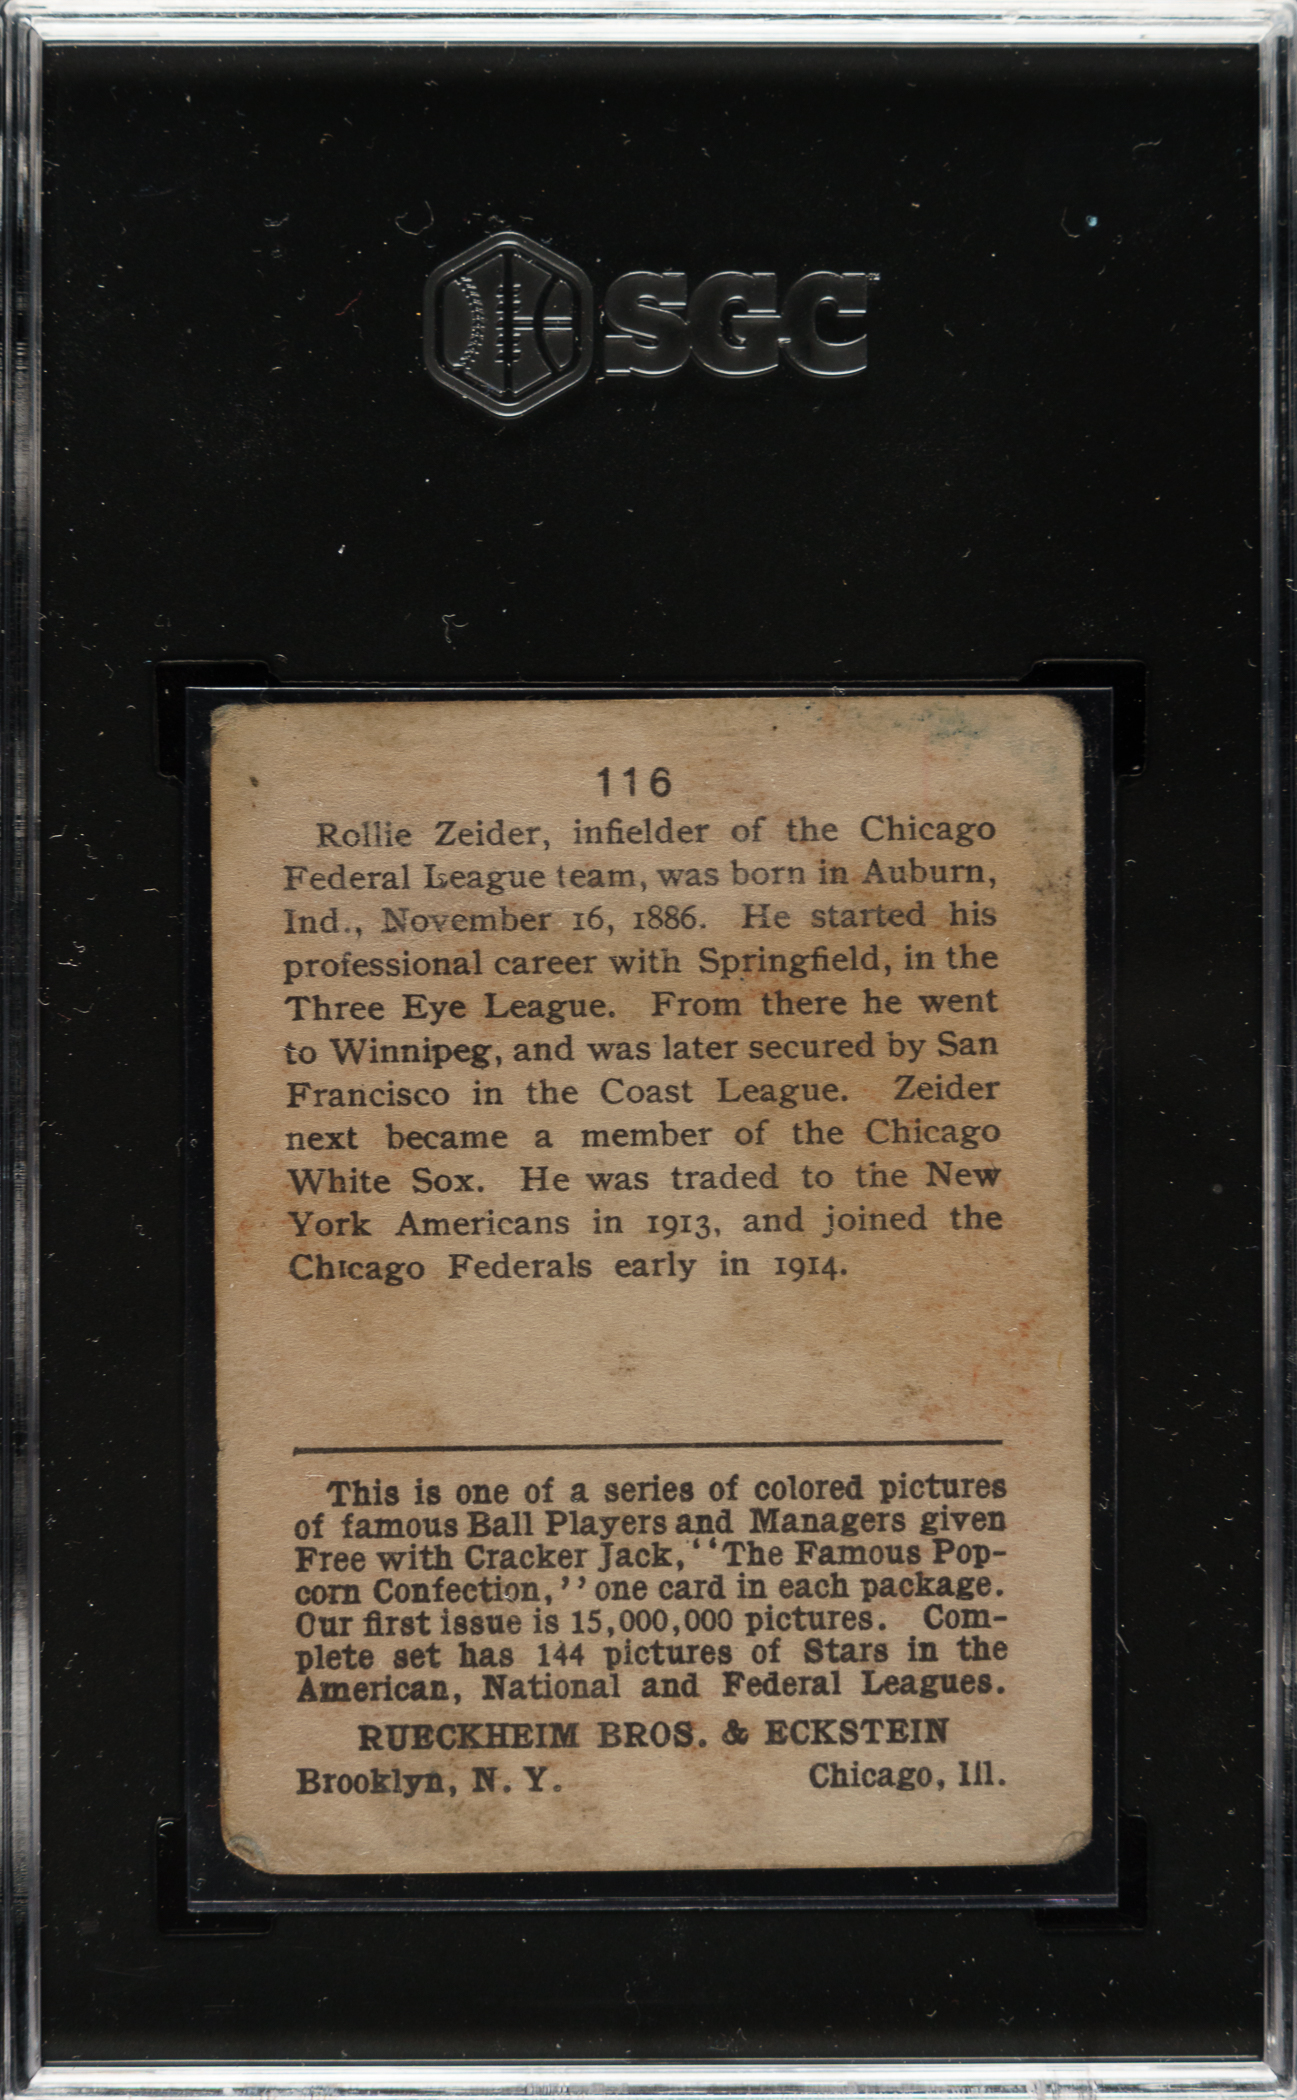 SGC
116
Rollie Zeider, infielder of the Chicago
Federal League team, was born in Auburn,
Ind., November 16, 1886. He started his
professional career with Springfield, in the
Three Eye League. From there he went
to Winnipeg, and was later secured by San
Francisco in the Coast League. Zeider
next became a member of the Chicago
White Sox. He was traded to the New
York Americans in 1913, and joined the
Chicago Federals early in 1914.
This is one of a series of colored pictures
of famous Ball Players and Managers given
Free with Cracker Jack, "The Famous Pop-
corn Confection," one card in each package.
Our first issue is 15,000,000 pictures. Com-
plete set has 144 pictures of Stars in the
American, National and Federal Leagues.
RUECKHEIM BROS. & ECKSTEIN
Brooklyn, N. Y. Chicago, Ill.